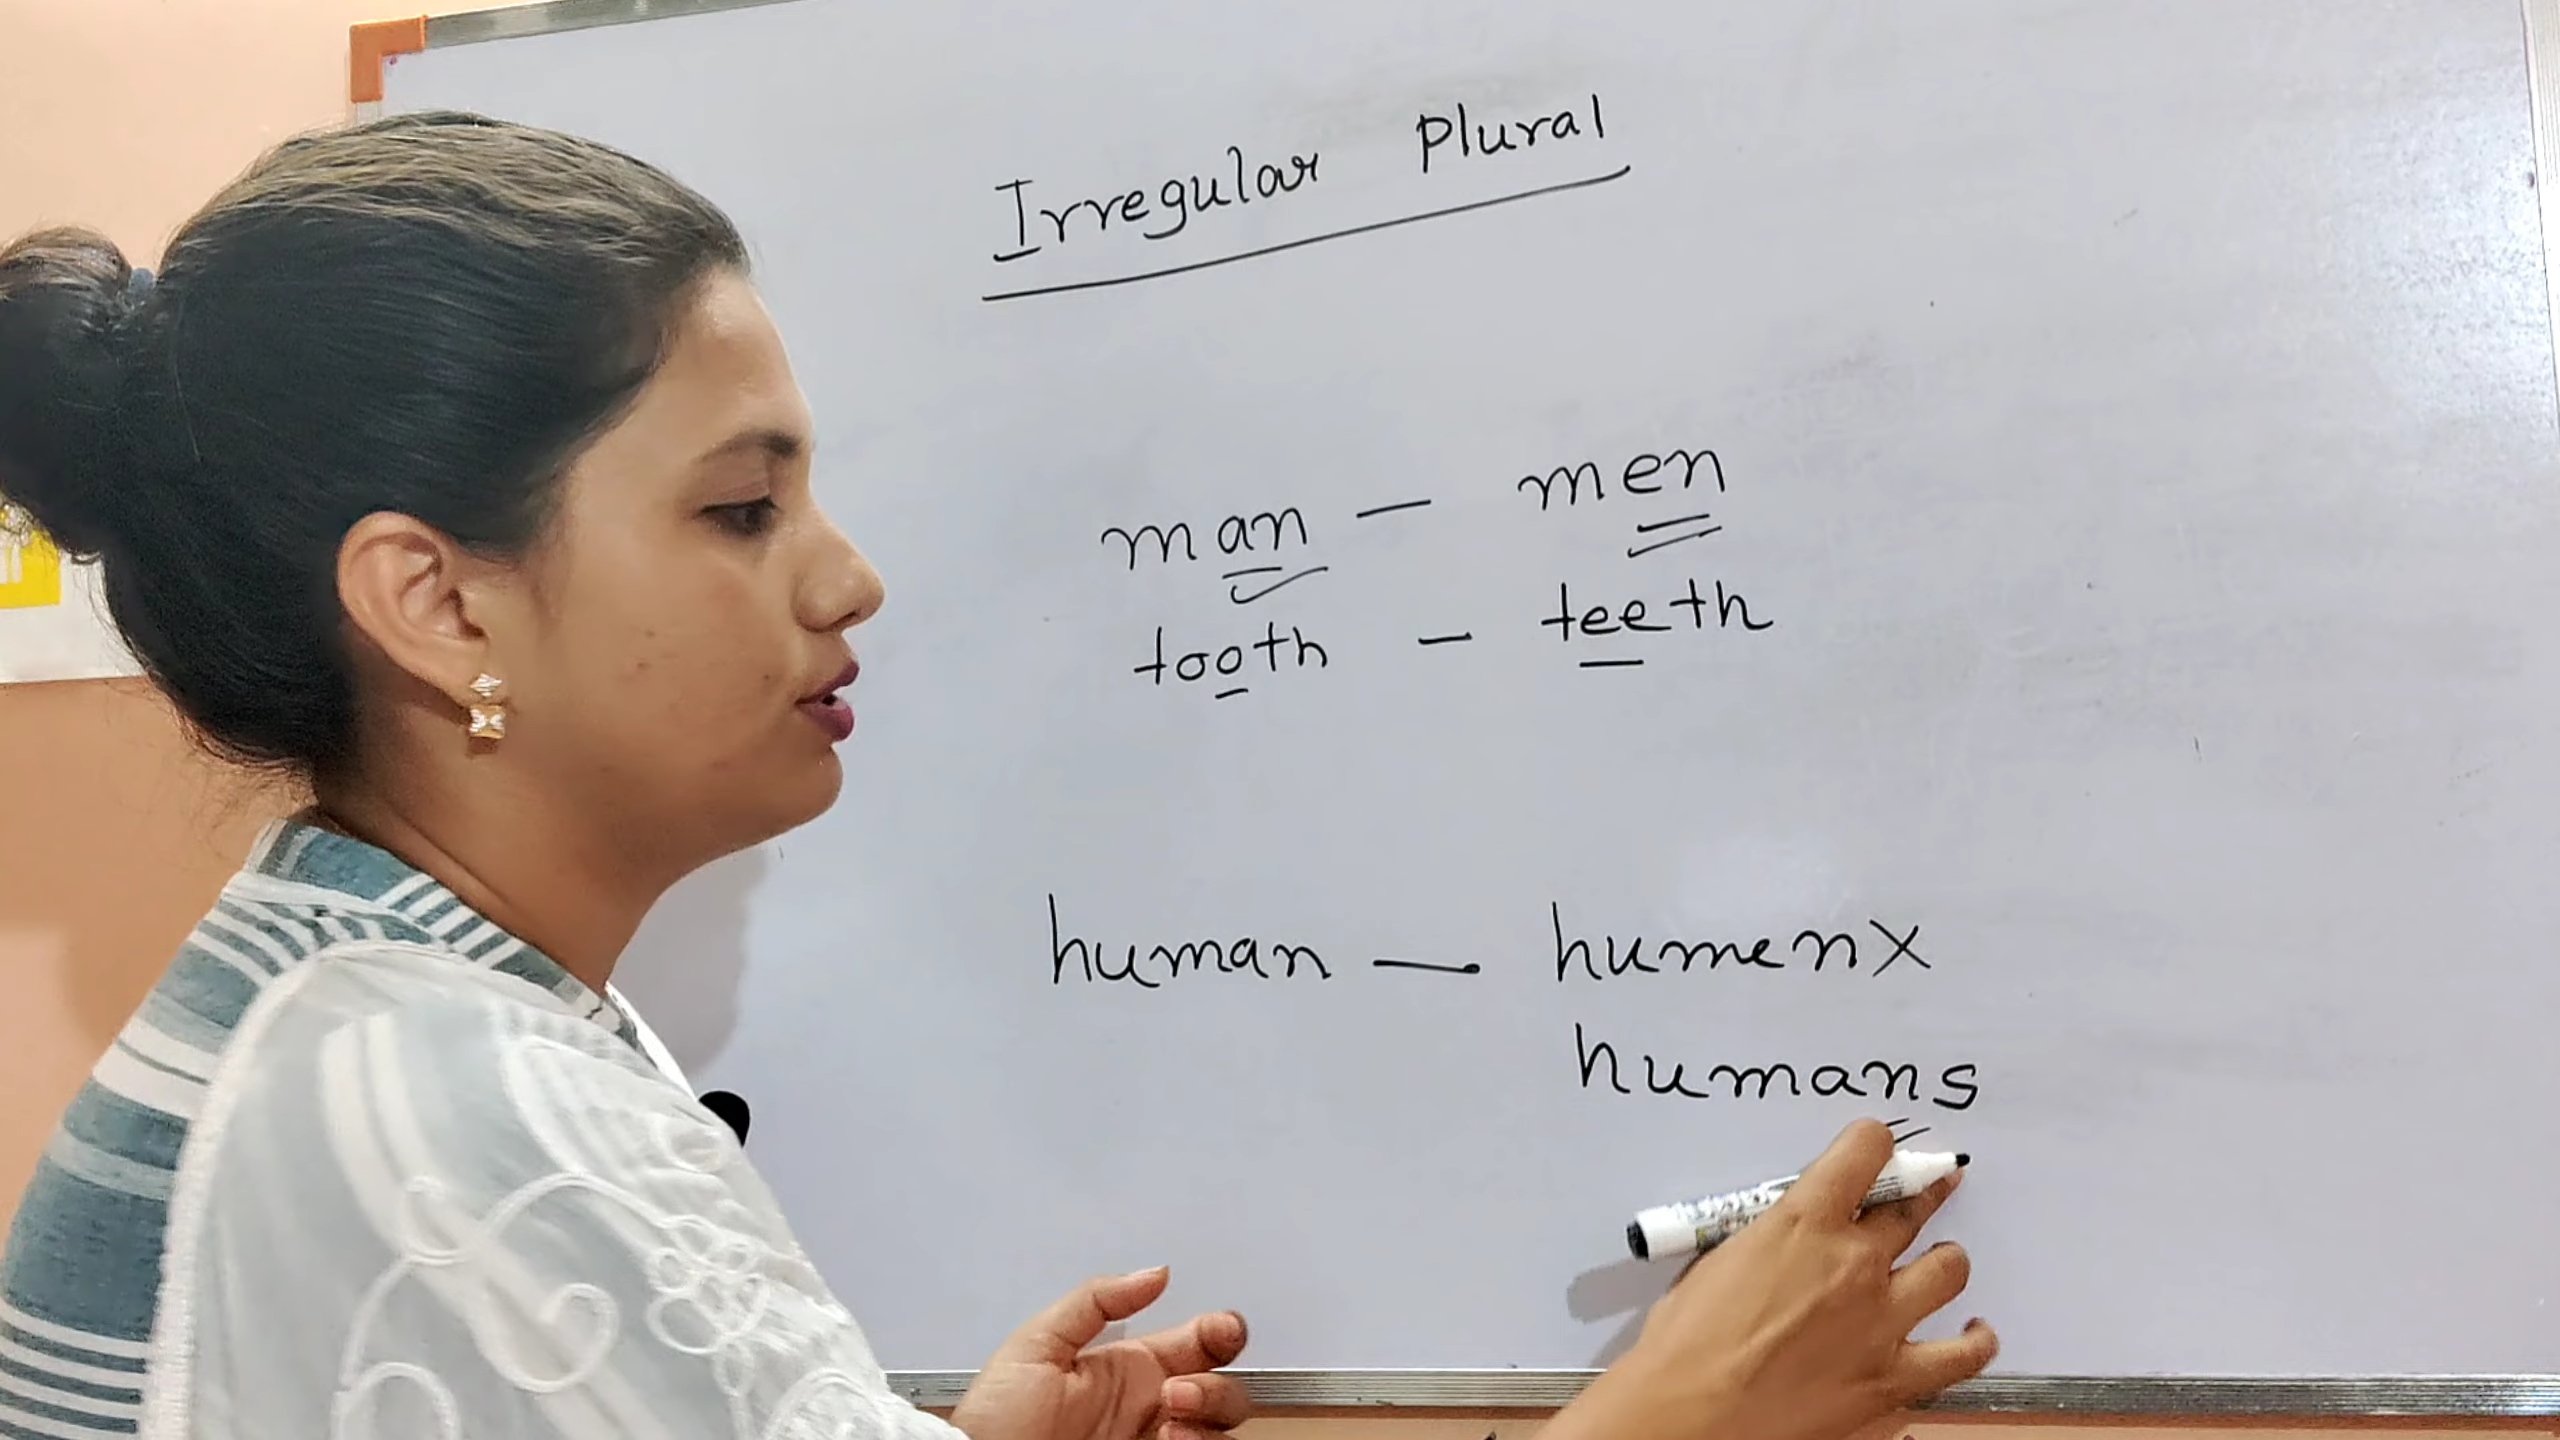 Irregular Plural
man - men
tooth - teeth
human - humen x
humans